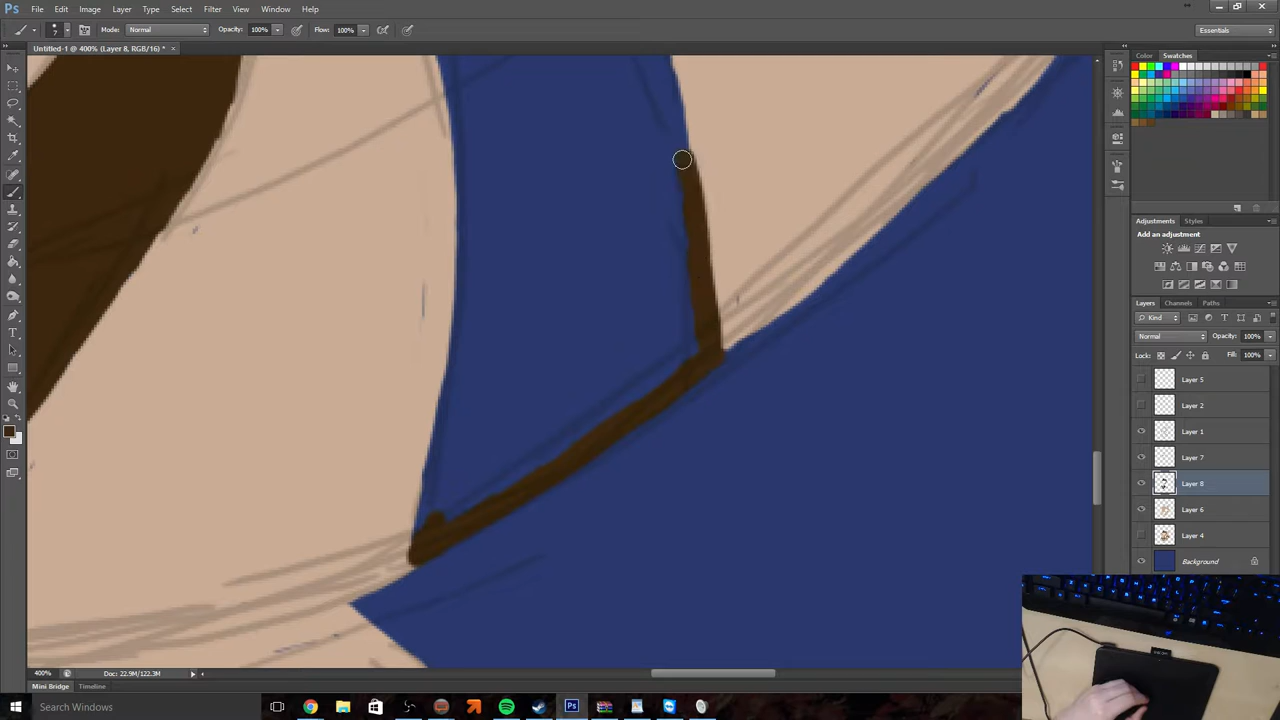 Ps File Edit Image Layer Type Select Filter View Window Help
7 Mode: Normal Opacity: 100% Flow: 100% Essentials
Untitled-1 @ 400% (Layer 8, RGB/16) * ×
Color Swatches
Adjustments Styles
Add an adjustment
Layers Channels Paths
Kind
Normal Opacity: 100%
Lock: Fill: 100%
Layer 5
Layer 2
Layer 1
Layer 7
Layer 8
Layer 6
Layer 4
Background
400% Doc: 22.9M/122.3M
Mini Bridge Timeline
Search Windows